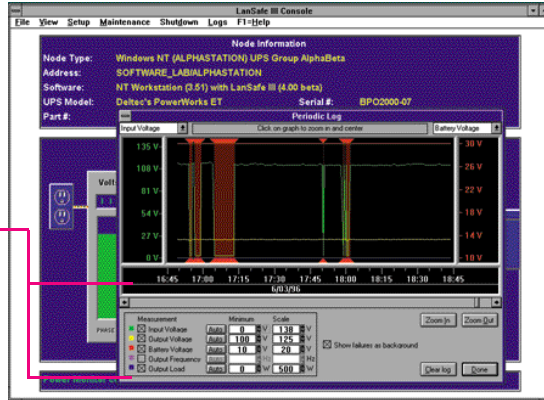 LanSafe III Console
File View Setup Maintenance Shutdown Logs F1=Help
Node Information
Node Type: Windows NT (ALPHASTATION) UPS Group AlphaBeta
Address: SOFTWARE_LAB/ALPHASTATION
Software: NT Workstation (3.51) with LanSafe III (4.00 beta)
UPS Model: Deltec's PowerWorks ET Serial #: BPO2000-07
Part #:
Periodic Log
Input Voltage Click on graph to zoom in and center Battery Voltage
135 V 30 V
108 V 26 V
81 V 22 V
54 V 18 V
27 V 14 V
0 V 10 V
16:45 17:00 17:15 17:30 17:45 18:00 18:15 18:30 18:45
6/03/96
Volt
PHASE
Measurement Minimum Scale
Input Voltage Auto 0 V 138 V
Output Voltage Auto 100 V 125 V
Battery Voltage Auto 10 V 20 V
Output Frequency Auto Hz Hz
Output Load Auto 0 W 500 W
Show failures as background
Zoom In Zoom Out
Clear log Done
Power Monitor